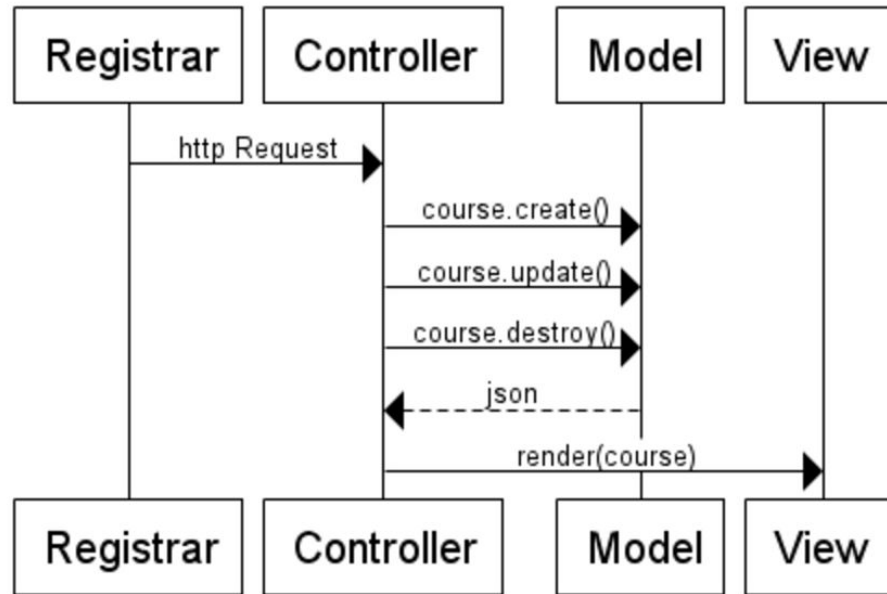 Registrar Controller Model View
http Request
course.create()
course.update()
course.destroy()
json
render(course)
Registrar Controller Model View